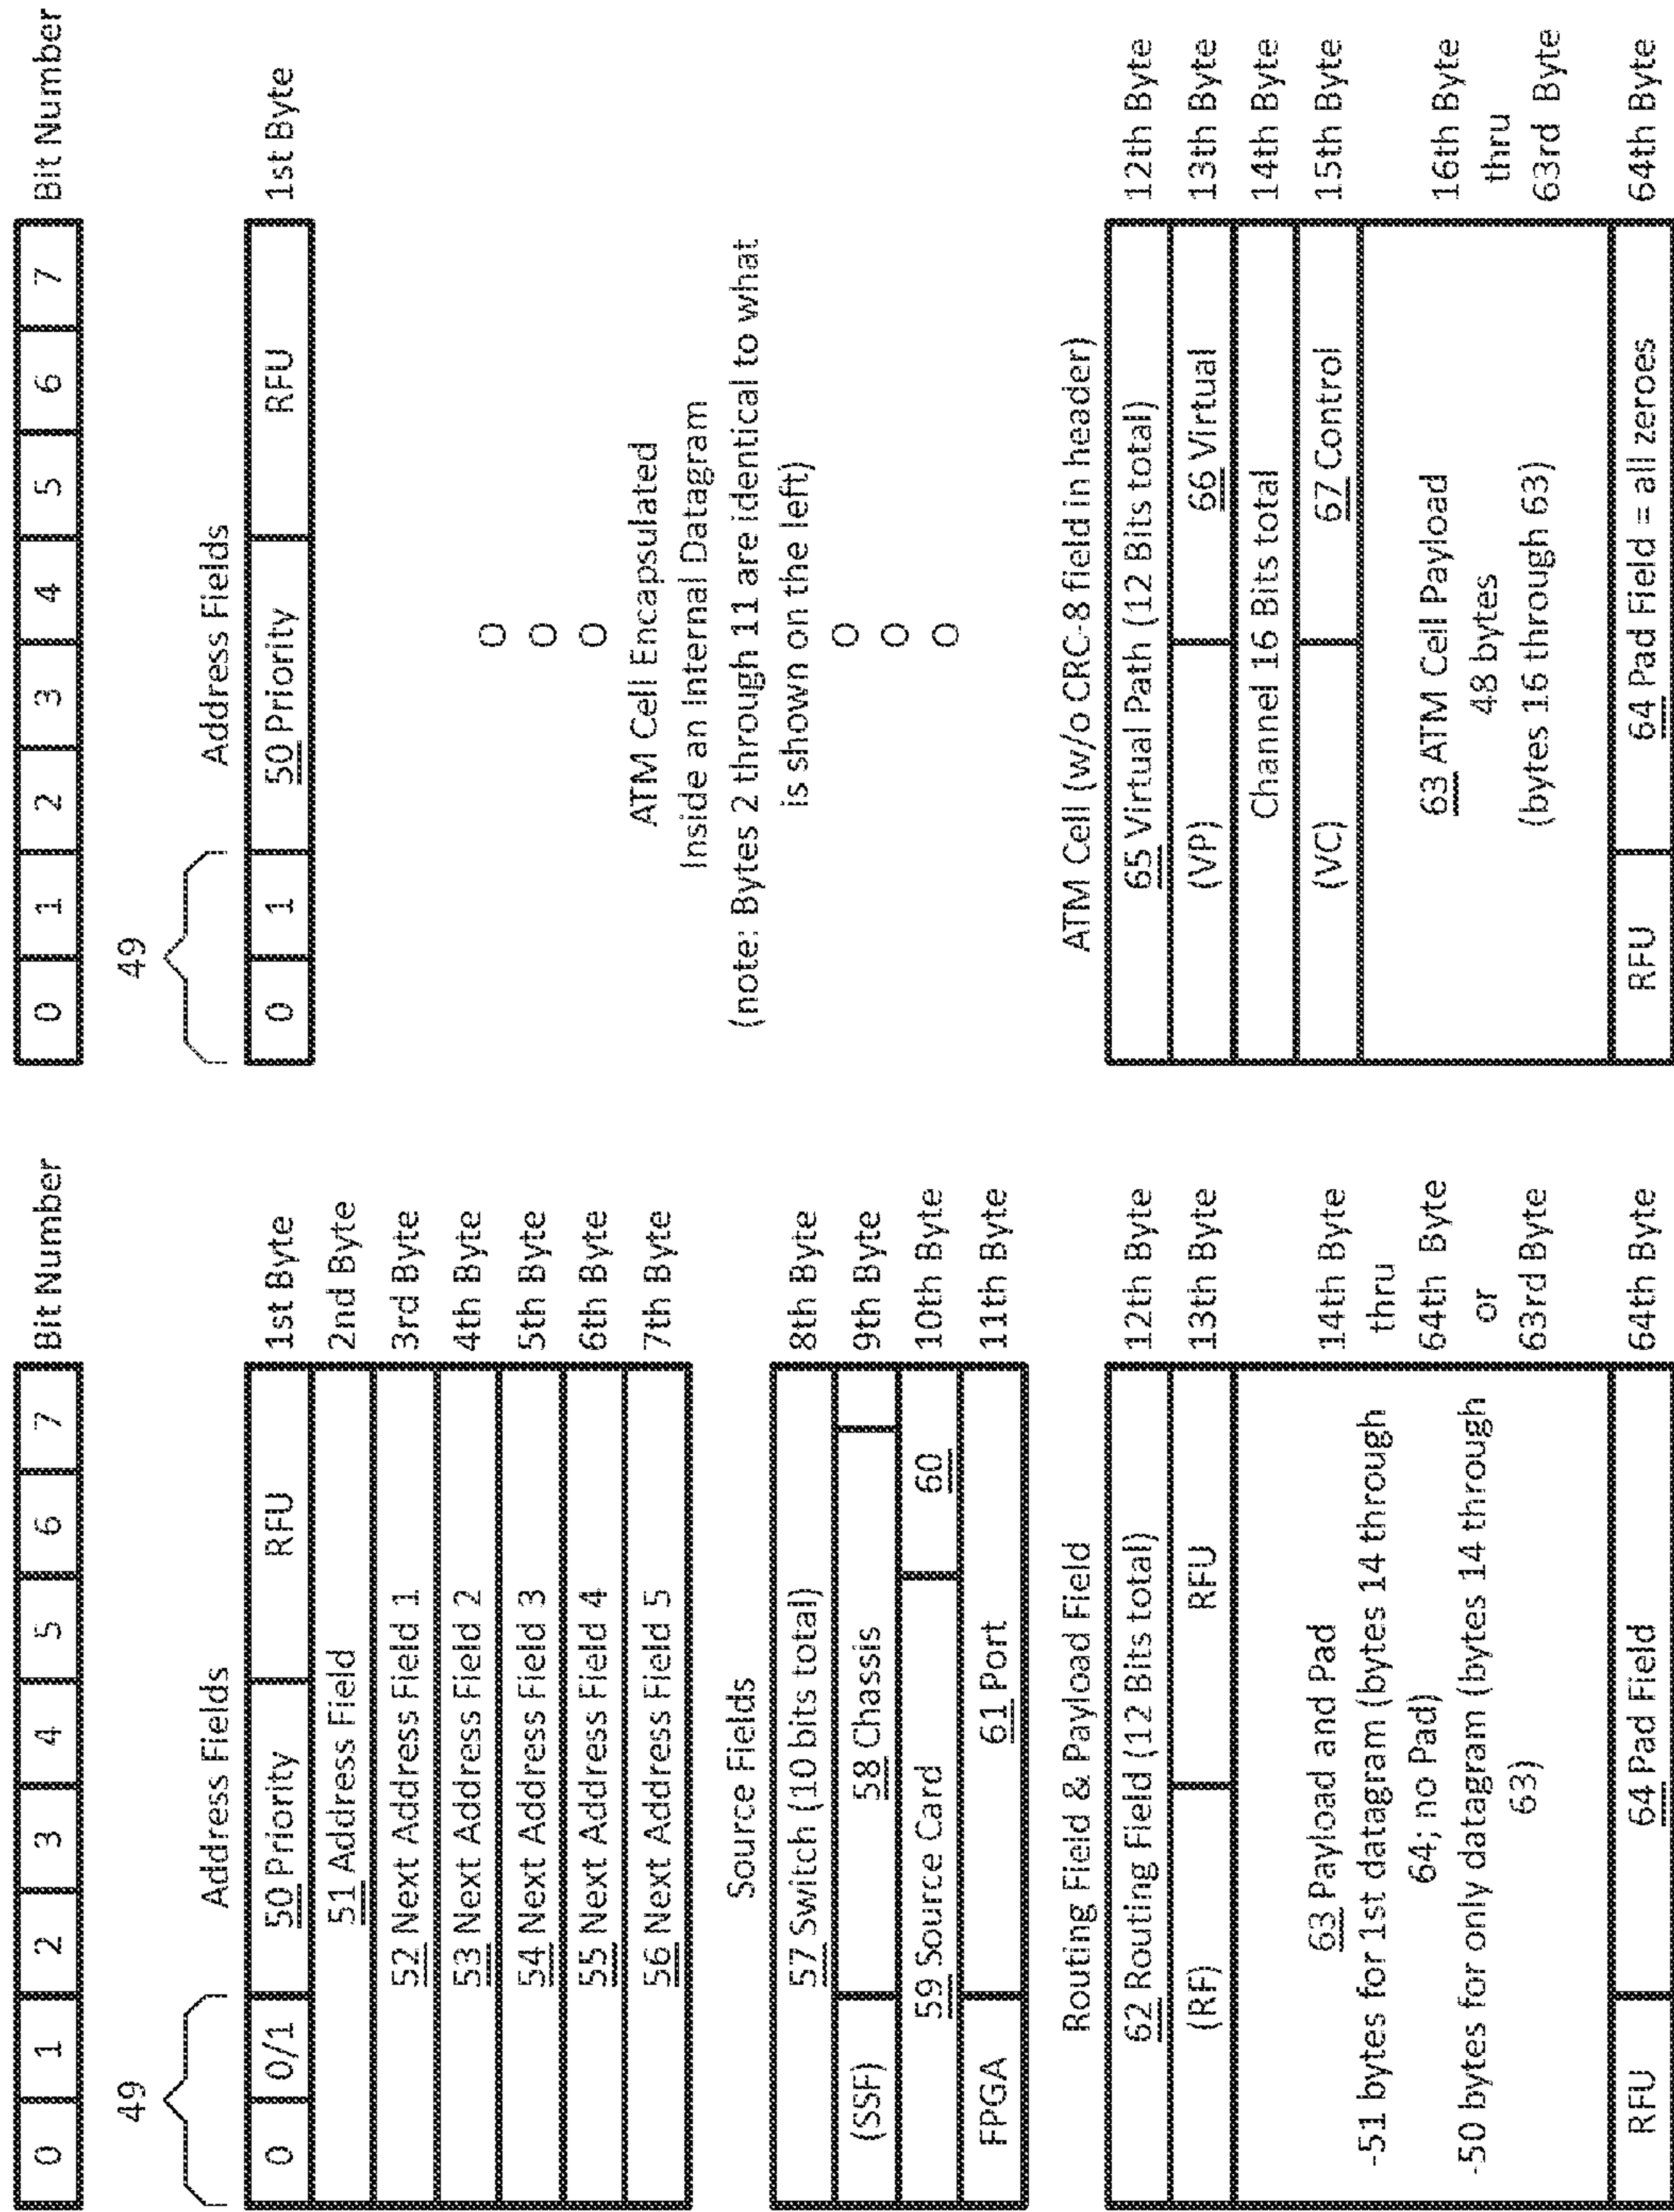 0 1 2 3 4 5 6 7 Bit Number
49
Address Fields
0 0/1 50 Priority RFU 1st Byte
51 Address Field 2nd Byte
52 Next Address Field 1 3rd Byte
53 Next Address Field 2 4th Byte
54 Next Address Field 3 5th Byte
55 Next Address Field 4 6th Byte
56 Next Address Field 5 7th Byte
Source Fields
57 Switch (10 bits total) 8th Byte
(SSF) 58 Chassis 9th Byte
59 Source Card 60 10th Byte
FPGA 61 Port 11th Byte
Routing Field & Payload Field
62 Routing Field (12 Bits total) 12th Byte
(RF) RFU 13th Byte
63 Payload and Pad 14th Byte
-51 bytes for 1st datagram (bytes 14 through thru
64; no Pad) 64th Byte
-50 bytes for only datagram (bytes 14 through or
63) 63rd Byte
RFU 64 Pad Field 64th Byte
0 1 2 3 4 5 6 7 Bit Number
49
Address Fields
0 1 50 Priority RFU 1st Byte
O
O
O
ATM Cell Encapsulated
Inside an Internal Datagram
(note: Bytes 2 through 11 are identical to what
is shown on the left)
O
O
O
ATM Cell (w/o CRC-8 field in header)
65 Virtual Path (12 Bits total) 12th Byte
(VP) 66 Virtual 13th Byte
Channel 16 Bits total 14th Byte
(VC) 67 Control 15th Byte
63 ATM Cell Payload 16th Byte
48 bytes thru
(bytes 16 through 63) 63rd Byte
RFU 64 Pad Field = all zeroes 64th Byte